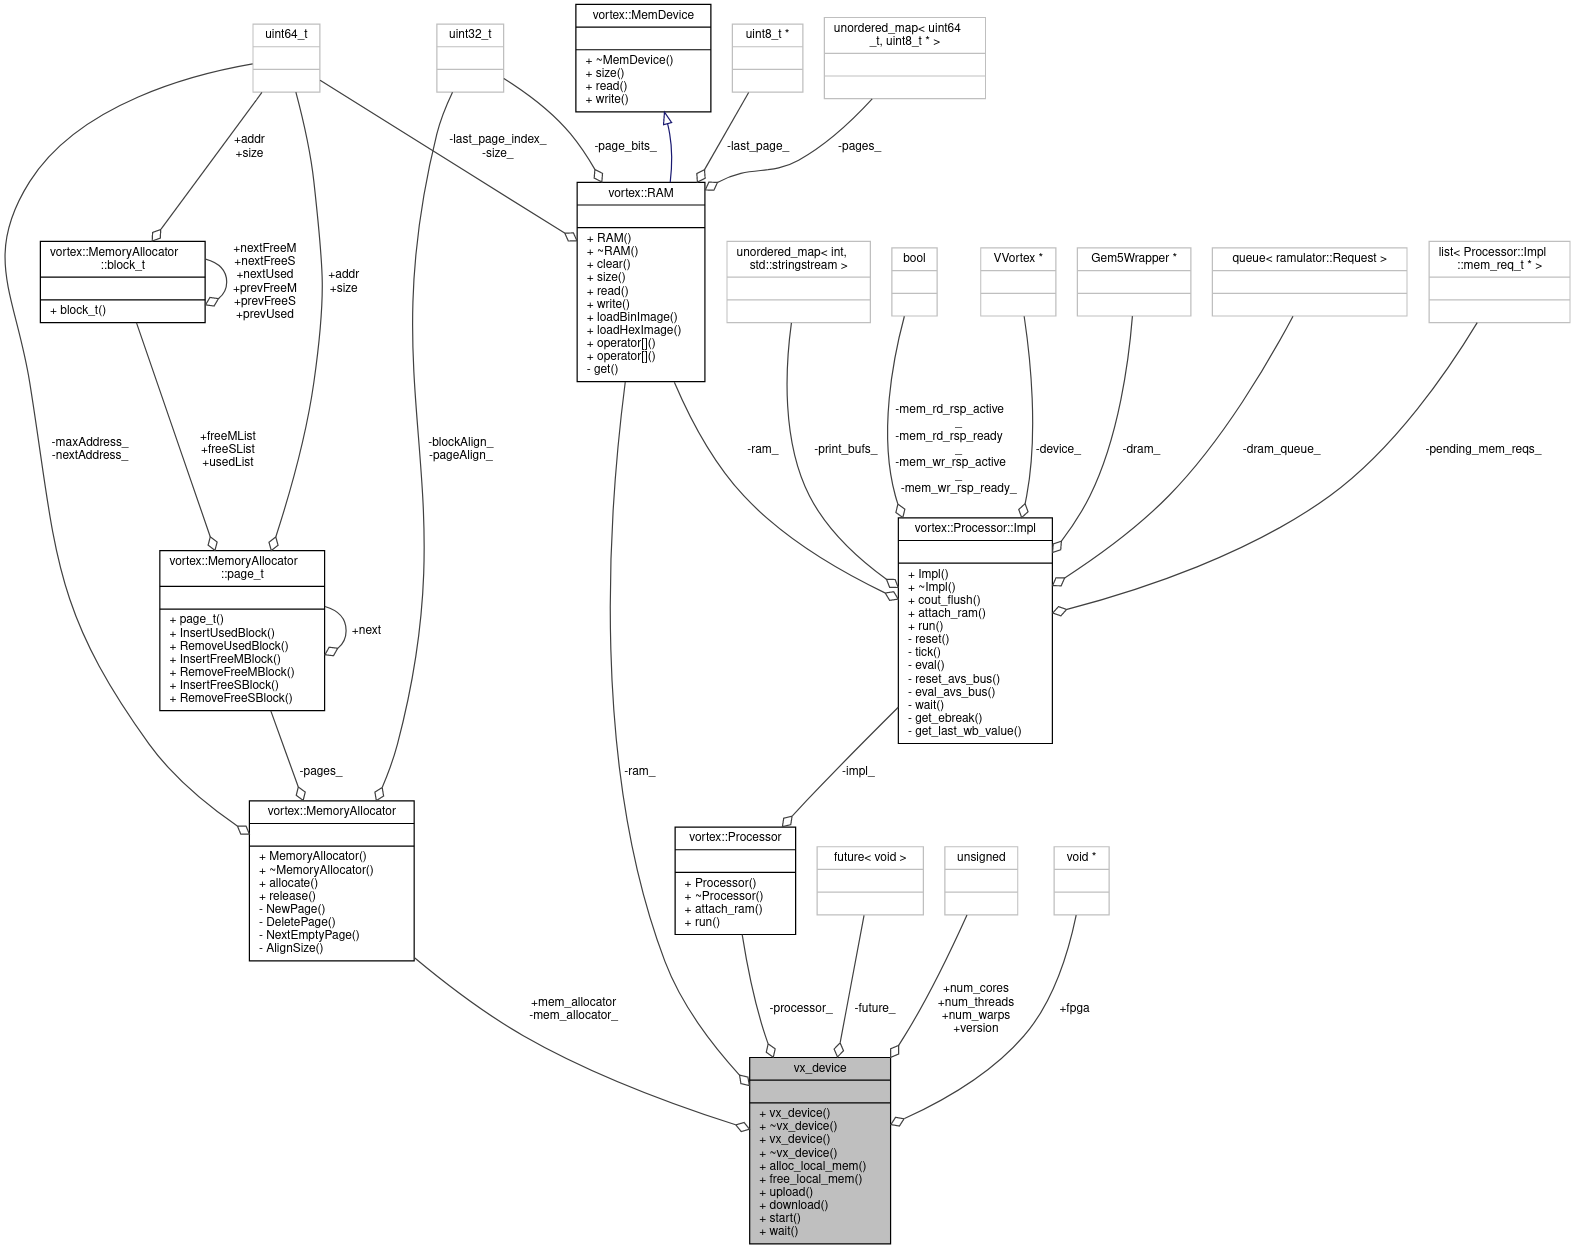 uint64_t
uint32_t
vortex::MemDevice
+ ~MemDevice()
+ size()
+ read()
+ write()
uint8_t *
unordered_map< uint64
_t, uint8_t * >
+addr
+size
-last_page_index_
-size_
-page_bits_
-last_page_
-pages_
vortex::RAM
+ RAM()
+ ~RAM()
+ clear()
+ size()
+ read()
+ write()
+ loadBinImage()
+ loadHexImage()
+ operator[]()
+ operator[]()
- get()
vortex::MemoryAllocator
::block_t
+ block_t()
+nextFreeM
+nextFreeS
+nextUsed
+prevFreeM
+prevFreeS
+prevUsed
+addr
+size
unordered_map< int,
std::stringstream >
bool
VVortex *
Gem5Wrapper *
queue< ramulator::Request >
list< Processor::Impl
::mem_req_t * >
-maxAddress_
-nextAddress_
+freeMList
+freeSList
+usedList
-blockAlign_
-pageAlign_
-ram_
-print_bufs_
-mem_rd_rsp_active
_
-mem_rd_rsp_ready
_
-mem_wr_rsp_active
_
-mem_wr_rsp_ready_
-device_
-dram_
-dram_queue_
-pending_mem_reqs_
vortex::MemoryAllocator
::page_t
+ page_t()
+ InsertUsedBlock()
+ RemoveUsedBlock()
+ InsertFreeMBlock()
+ RemoveFreeMBlock()
+ InsertFreeSBlock()
+ RemoveFreeSBlock()
+next
vortex::Processor::Impl
+ Impl()
+ ~Impl()
+ cout_flush()
+ attach_ram()
+ run()
- reset()
- tick()
- eval()
- reset_avs_bus()
- eval_avs_bus()
- wait()
- get_ebreak()
- get_last_wb_value()
-pages_
-ram_
-impl_
vortex::MemoryAllocator
+ MemoryAllocator()
+ ~MemoryAllocator()
+ allocate()
+ release()
- NewPage()
- DeletePage()
- NextEmptyPage()
- AlignSize()
vortex::Processor
+ Processor()
+ ~Processor()
+ attach_ram()
+ run()
future< void >
unsigned
void *
+mem_allocator
-mem_allocator_
-processor_
-future_
+num_cores
+num_threads
+num_warps
+version
+fpga
vx_device
+ vx_device()
+ ~vx_device()
+ vx_device()
+ ~vx_device()
+ alloc_local_mem()
+ free_local_mem()
+ upload()
+ download()
+ start()
+ wait()